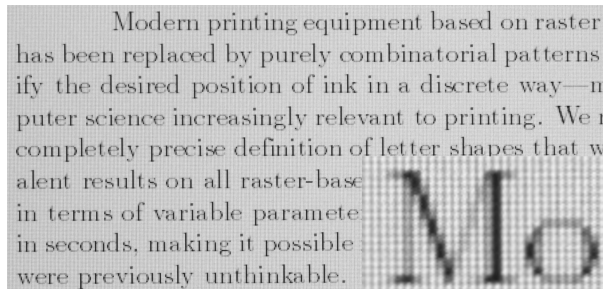 Modern printing equipment based on raster
has been replaced by purely combinatorial patterns
ify the desired position of ink in a discrete way—m
puter science increasingly relevant to printing. We
completely precise definition of letter shapes that w
alent results on all raster-base
in terms of variable paramete
in seconds, making it possible
were previously unthinkable.
Mo